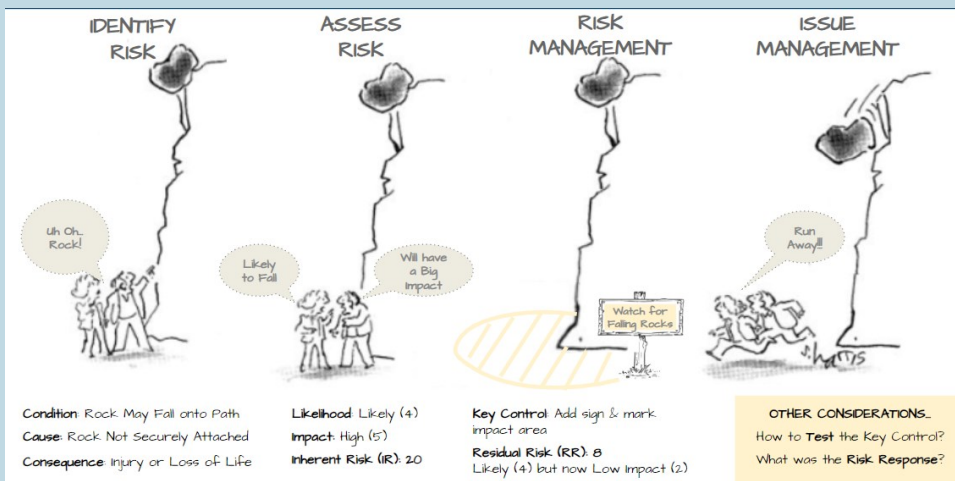 IDENTIFY
RISK
Uh Oh...
Rock!
Condition: Rock May Fall onto Path
Cause: Rock Not Securely Attached
Consequence: Injury or Loss of Life
ASSESS
RISK
Likely
to Fall
Will have
a Big
Impact
Likelihood: Likely (4)
Impact: High (5)
Inherent Risk (IR): 20
RISK
MANAGEMENT
Watch for
Falling Rocks
Key Control: Add sign & mark
impact area
Residual Risk (RR): 8
Likely (4) but now Low Impact (2)
ISSUE
MANAGEMENT
Run
Away!!!
S.harris
OTHER CONSIDERATIONS...
How to Test the Key Control?
What was the Risk Response?